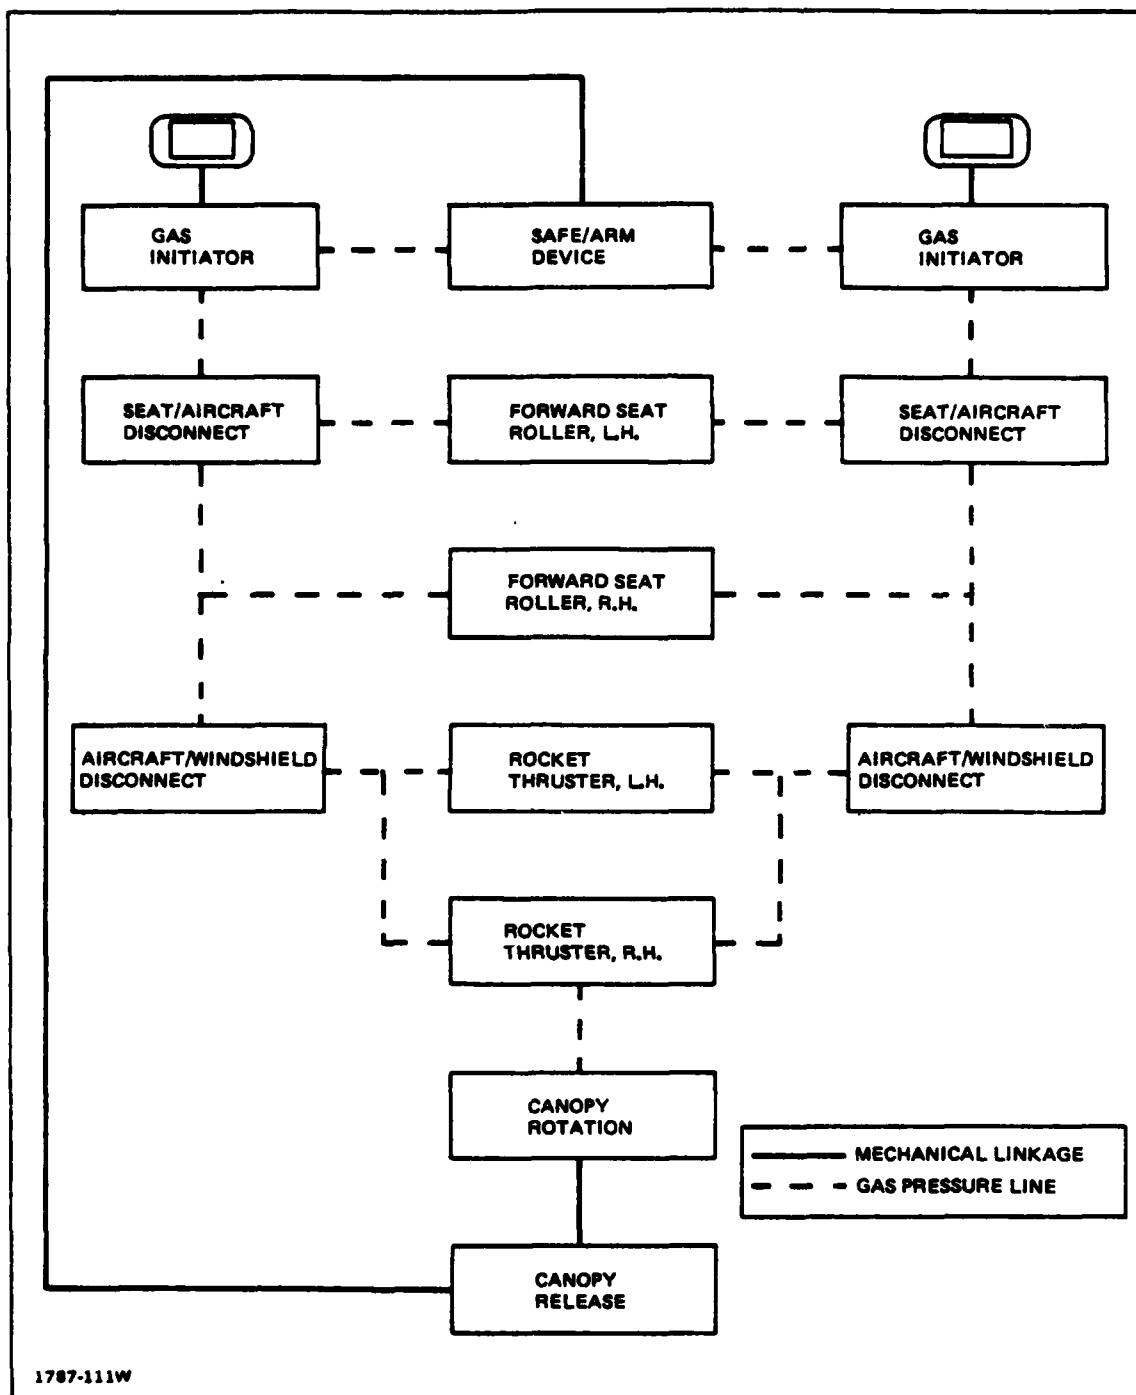 GAS
INITIATOR
SAFE/ARM
DEVICE
GAS
INITIATOR
SEAT/AIRCRAFT
DISCONNECT
FORWARD SEAT
ROLLER, L.H.
SEAT/AIRCRAFT
DISCONNECT
FORWARD SEAT
ROLLER, R.H.
AIRCRAFT/WINDSHIELD
DISCONNECT
ROCKET
THRUSTER, L.H.
AIRCRAFT/WINDSHIELD
DISCONNECT
ROCKET
THRUSTER, R.H.
CANOPY
ROTATION
MECHANICAL LINKAGE
GAS PRESSURE LINE
CANOPY
RELEASE
1787-111W